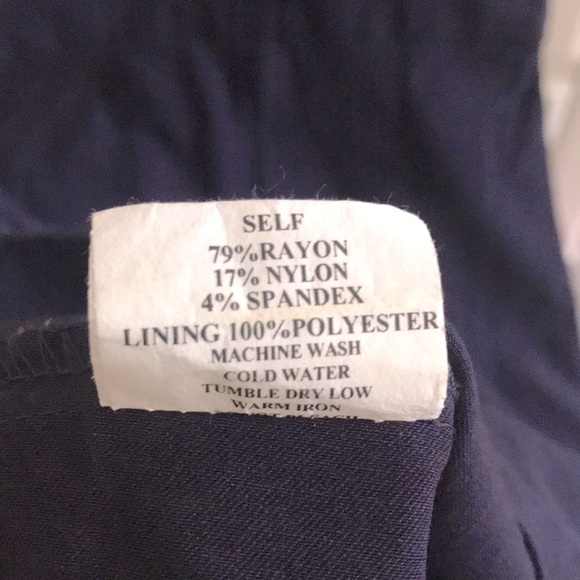 SELF
79%RAYON
17% NYLON
4% SPANDEX
LINING 100%POLYESTER
MACHINE WASH
COLD WATER
TUMBLE DRY LOW
WARM IRON